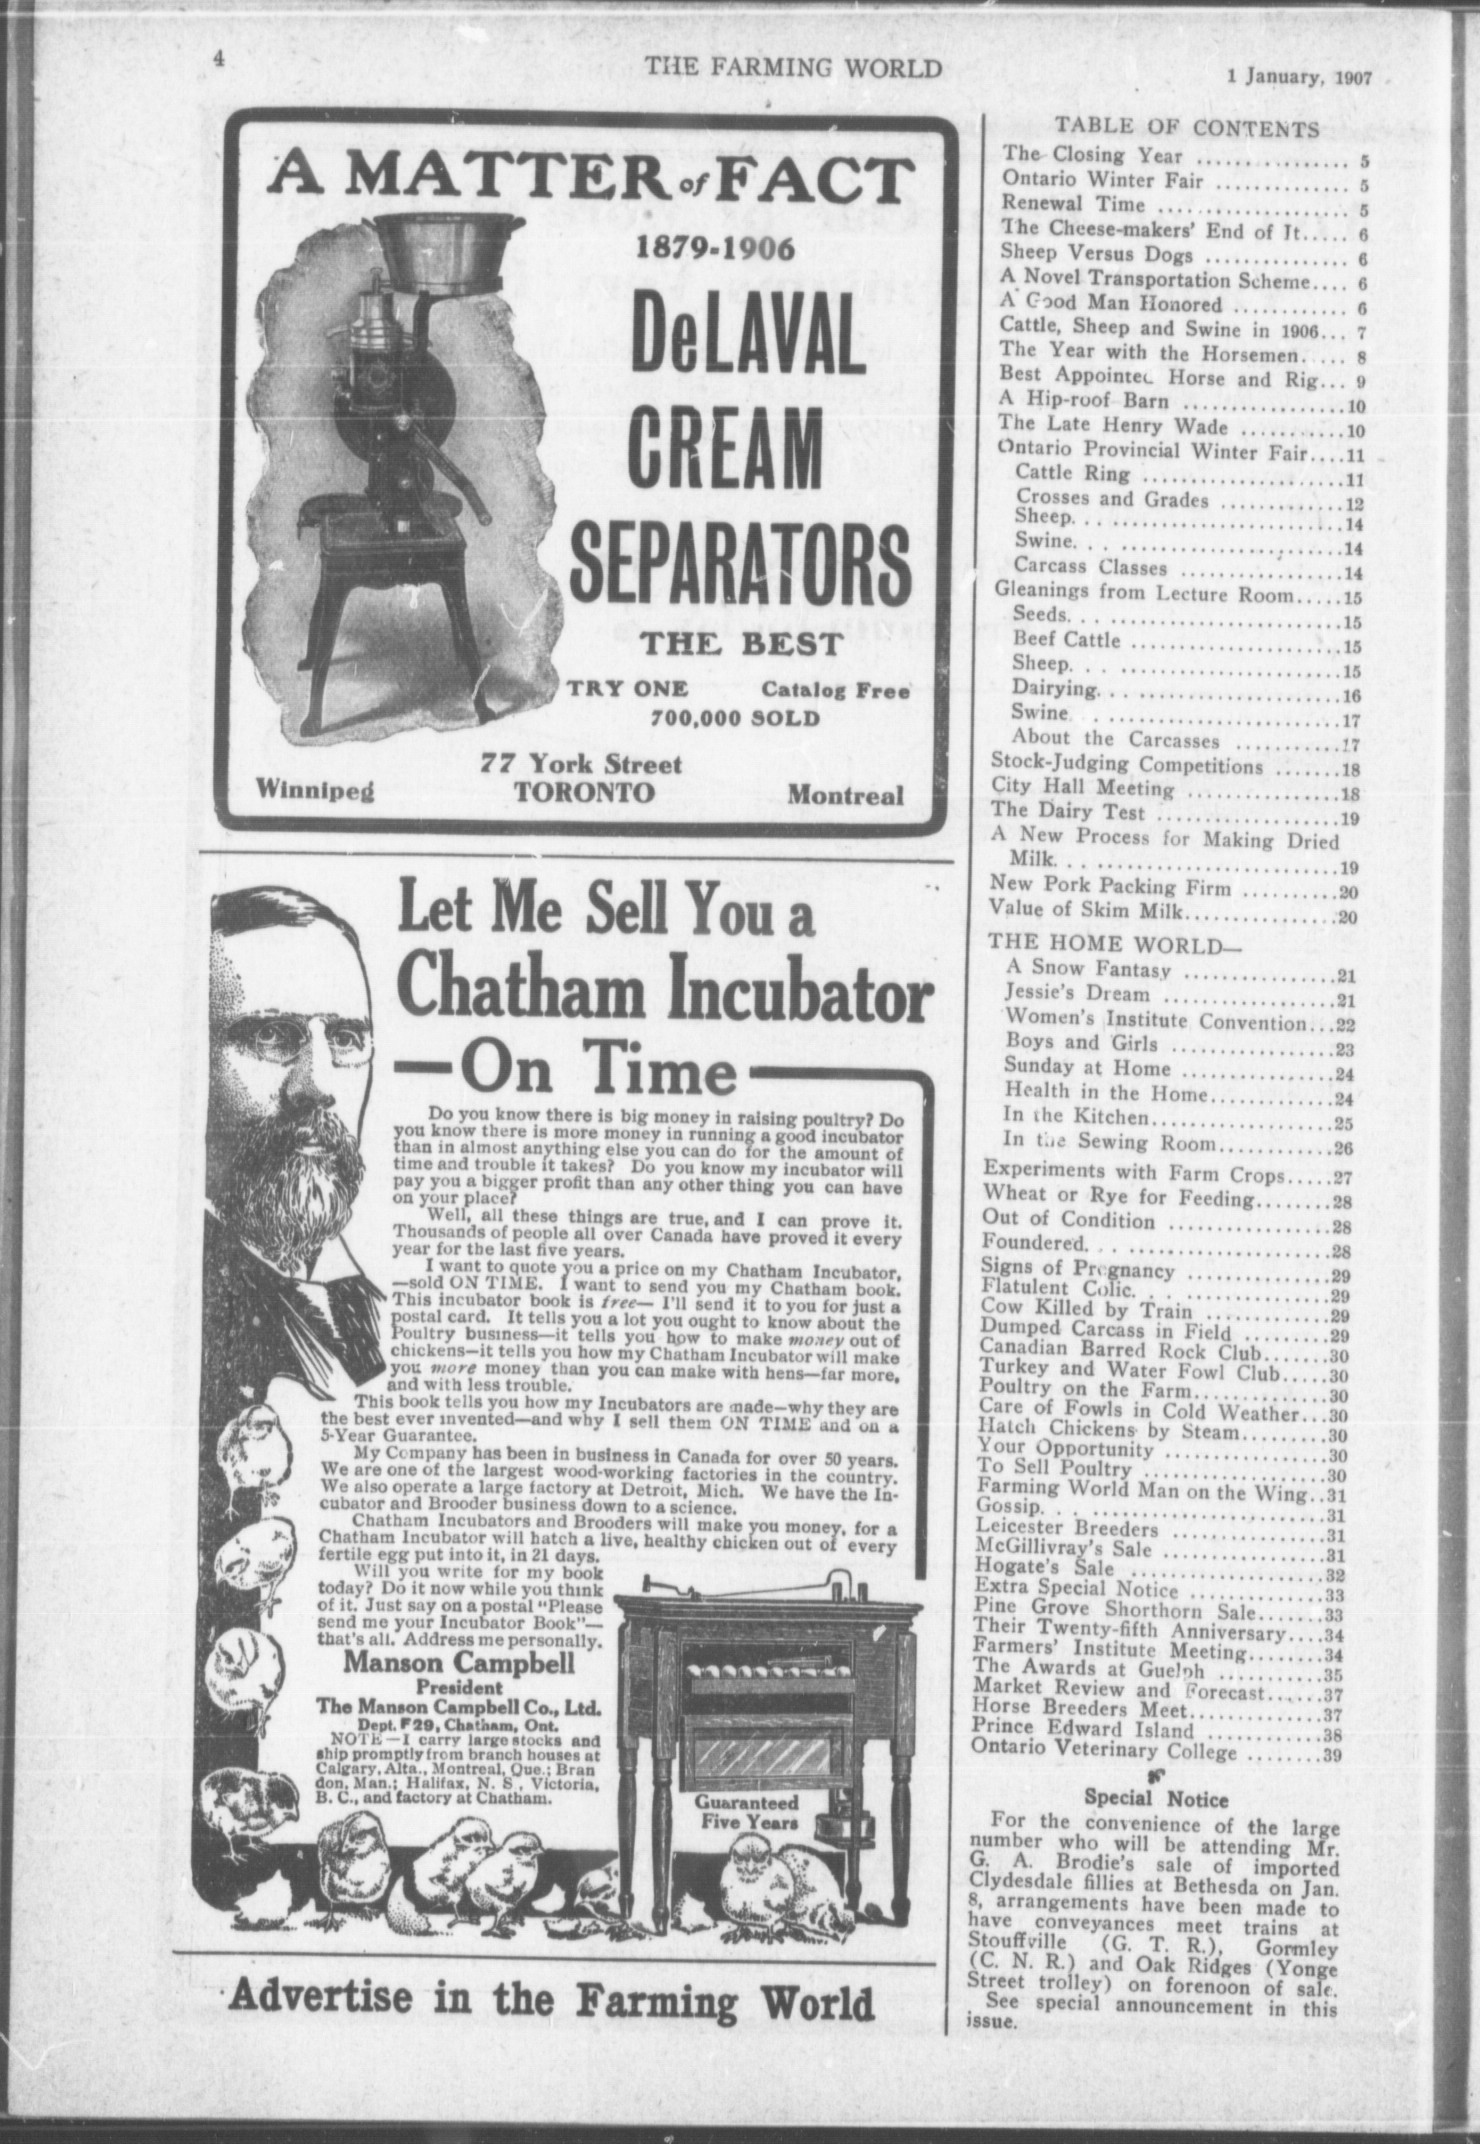 4
THE FARMING WORLD
1 January, 1907
A MATTER of FACT
1879-1906
DeLAVAL
CREAM
SEPARATORS
THE BEST
TRY ONE Catalog Free
700,000 SOLD
77 York Street
Winnipeg TORONTO Montreal
Let Me Sell You a
Chatham Incubator
—On Time—
Do you know there is big money in raising poultry? Do
you know there is more money in running a good incubator
than in almost anything else you can do for the amount of
time and trouble it takes? Do you know my incubator will
pay you a bigger profit than any other thing you can have
on your place?
Well, all these things are true, and I can prove it.
Thousands of people all over Canada have proved it every
year for the last five years.
I want to quote you a price on my Chatham Incubator,
—sold ON TIME. I want to send you my Chatham book.
This incubator book is free— I'll send it to you for just a
postal card. It tells you a lot you ought to know about the
Poultry business—it tells you how to make money out of
chickens—it tells you how my Chatham Incubator will make
you more money than you can make with hens—far more,
and with less trouble.
This book tells you how my Incubators are made—why they are
the best ever invented—and why I sell them ON TIME and on a
5-Year Guarantee.
My Company has been in business in Canada for over 50 years.
We are one of the largest wood-working factories in the country.
We also operate a large factory at Detroit, Mich. We have the In-
cubator and Brooder business down to a science.
Chatham Incubators and Brooders will make you money, for a
Chatham Incubator will hatch a live, healthy chicken out of every
fertile egg put into it, in 21 days.
Will you write for my book
today? Do it now while you think
of it. Just say on a postal "Please
send me your Incubator Book"—
that's all. Address me personally.
Manson Campbell
President
The Manson Campbell Co., Ltd.
Dept. F29, Chatham, Ont.
NOTE—I carry large stocks and
ship promptly from branch houses at
Calgary, Alta., Montreal, Que.; Bran
don, Man.; Halifax, N. S., Victoria,
B. C., and factory at Chatham.
Guaranteed
Five Years
Advertise in the Farming World
TABLE OF CONTENTS
The Closing Year ............... 5
Ontario Winter Fair .............. 5
Renewal Time ................... 5
The Cheese-makers' End of It..... 6
Sheep Versus Dogs ............... 6
A Novel Transportation Scheme.... 6
A Good Man Honored ............ 6
Cattle, Sheep and Swine in 1906... 7
The Year with the Horsemen..... 8
Best Appointed Horse and Rig... 9
A Hip-roof Barn ................10
The Late Henry Wade ...........10
Ontario Provincial Winter Fair....11
Cattle Ring ....................11
Crosses and Grades ............12
Sheep. . ........................14
Swine. . . ......................14
Carcass Classes ................14
Gleanings from Lecture Room.....15
Seeds. . ........................15
Beef Cattle .....................15
Sheep. . . ......................15
Dairying. . ....................16
Swine . ........................17
About the Carcasses ...........17
Stock-Judging Competitions .......18
City Hall Meeting ...............18
The Dairy Test ..................19
A New Process for Making Dried
Milk. . .........................19
New Pork Packing Firm .........20
Value of Skim Milk...............20
THE HOME WORLD—
A Snow Fantasy ...............21
Jessie's Dream .................21
Women's Institute Convention...22
Boys and Girls ................23
Sunday at Home ...............24
Health in the Home............24
In the Kitchen...................25
In the Sewing Room............26
Experiments with Farm Crops.....27
Wheat or Rye for Feeding........28
Out of Condition ................28
Foundered. . ....................28
Signs of Pregnancy ..............29
Flatulent Colic. . . ..............29
Cow Killed by Train ............29
Dumped Carcass in Field .........29
Canadian Barred Rock Club.......30
Turkey and Water Fowl Club.....30
Poultry on the Farm..............30
Care of Fowls in Cold Weather...30
Hatch Chickens by Steam.........30
Your Opportunity ................30
To Sell Poultry ..................30
Farming World Man on the Wing..31
Gossip. . . ......................31
Leicester Breeders ...............31
McGillivray's Sale ................31
Hogate's Sale ...................32
Extra Special Notice .............33
Pine Grove Shorthorn Sale.......33
Their Twenty-fifth Anniversary....34
Farmers' Institute Meeting........34
The Awards at Guelph ...........35
Market Review and Forecast......37
Horse Breeders Meet..............37
Prince Edward Island ............38
Ontario Veterinary College ........39
Special Notice
For the convenience of the large
number who will be attending Mr.
G. A. Brodie's sale of imported
Clydesdale fillies at Bethesda on Jan.
8, arrangements have been made to
have conveyances meet trains at
Stouffville (G. T. R.), Gormley
(C. N. R.) and Oak Ridges (Yonge
Street trolley) on forenoon of sale.
See special announcement in this
issue.